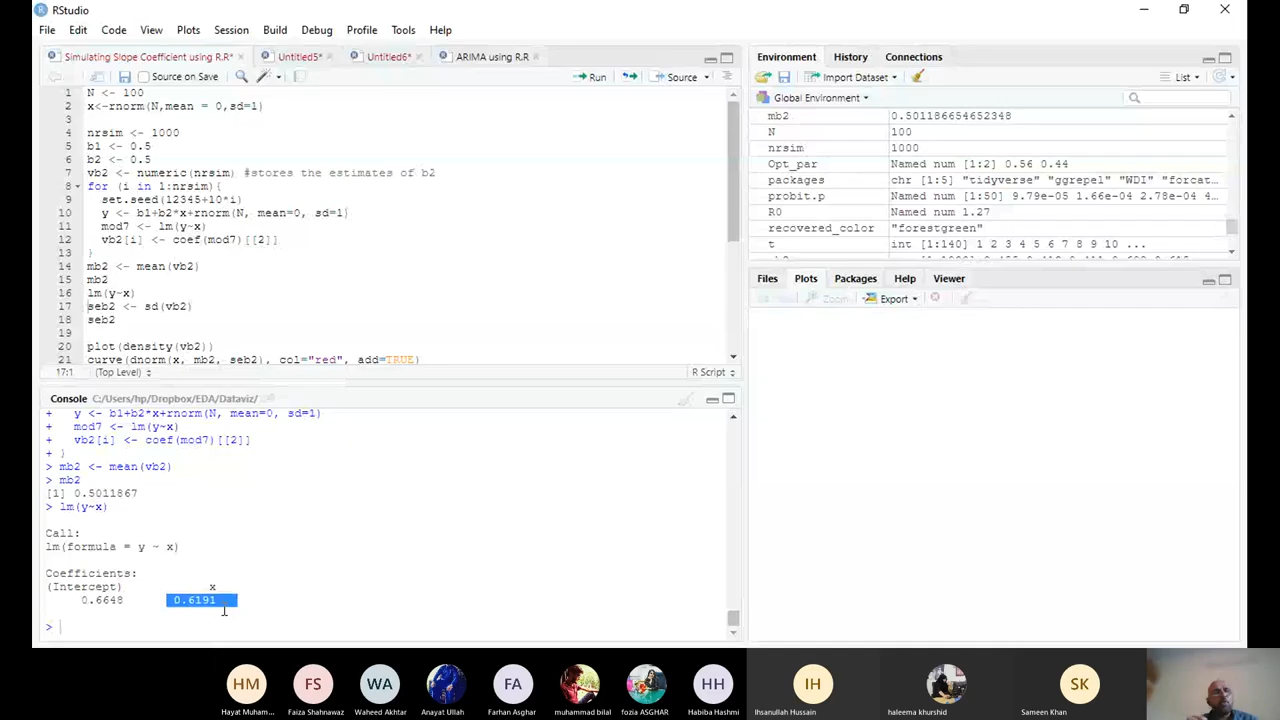 RStudio
File Edit Code View Plots Session Build Debug Profile Tools Help
Simulating Slope Coefficient using R.R* × Untitled5* × Untitled6* × ARIMA using R.R ×
Source on Save Run Source
1 N <- 100
2 x<-rnorm(N,mean = 0,sd=1)
3
4 nrsim <- 1000
5 b1 <- 0.5
6 b2 <- 0.5
7 vb2 <- numeric(nrsim) #stores the estimates of b2
8 for (i in 1:nrsim){
9 set.seed(12345+10*i)
10 y <- b1+b2*x+rnorm(N, mean=0, sd=1)
11 mod7 <- lm(y~x)
12 vb2[i] <- coef(mod7)[[2]]
13 }
14 mb2 <- mean(vb2)
15 mb2
16 lm(y~x)
17 seb2 <- sd(vb2)
18 seb2
19
20 plot(density(vb2))
21 curve(dnorm(x, mb2, seb2), col="red", add=TRUE)
17:1 (Top Level) R Script
Console C:/Users/hp/Dropbox/EDA/Dataviz/
+ y <- b1+b2*x+rnorm(N, mean=0, sd=1)
+ mod7 <- lm(y~x)
+ vb2[i] <- coef(mod7)[[2]]
+ }
> mb2 <- mean(vb2)
> mb2
[1] 0.5011867
> lm(y~x)
Call:
lm(formula = y ~ x)
Coefficients:
(Intercept) x
0.6648 0.6191
>
Environment History Connections
Import Dataset List
Global Environment
mb2 0.501186654652348
N 100
nrsim 1000
Opt_par Named num [1:2] 0.56 0.44
packages chr [1:5] "tidyverse" "ggrepel" "WDI" "forcat…
probit.p Named num [1:50] 9.79e-05 1.66e-04 2.78e-04 4…
R0 Named num 1.27
recovered_color "forestgreen"
t int [1:140] 1 2 3 4 5 6 7 8 9 10 ...
Files Plots Packages Help Viewer
Zoom Export
HM FS WA FA HH IH SK
Hayat Muham... Faiza Shahnawaz Waheed Akhtar Anayat Ullah Farhan Asghar muhammad bilal fozia ASGHAR Habiba Hashmi Ihsanullah Hussain haleema khurshid Sameen Khan